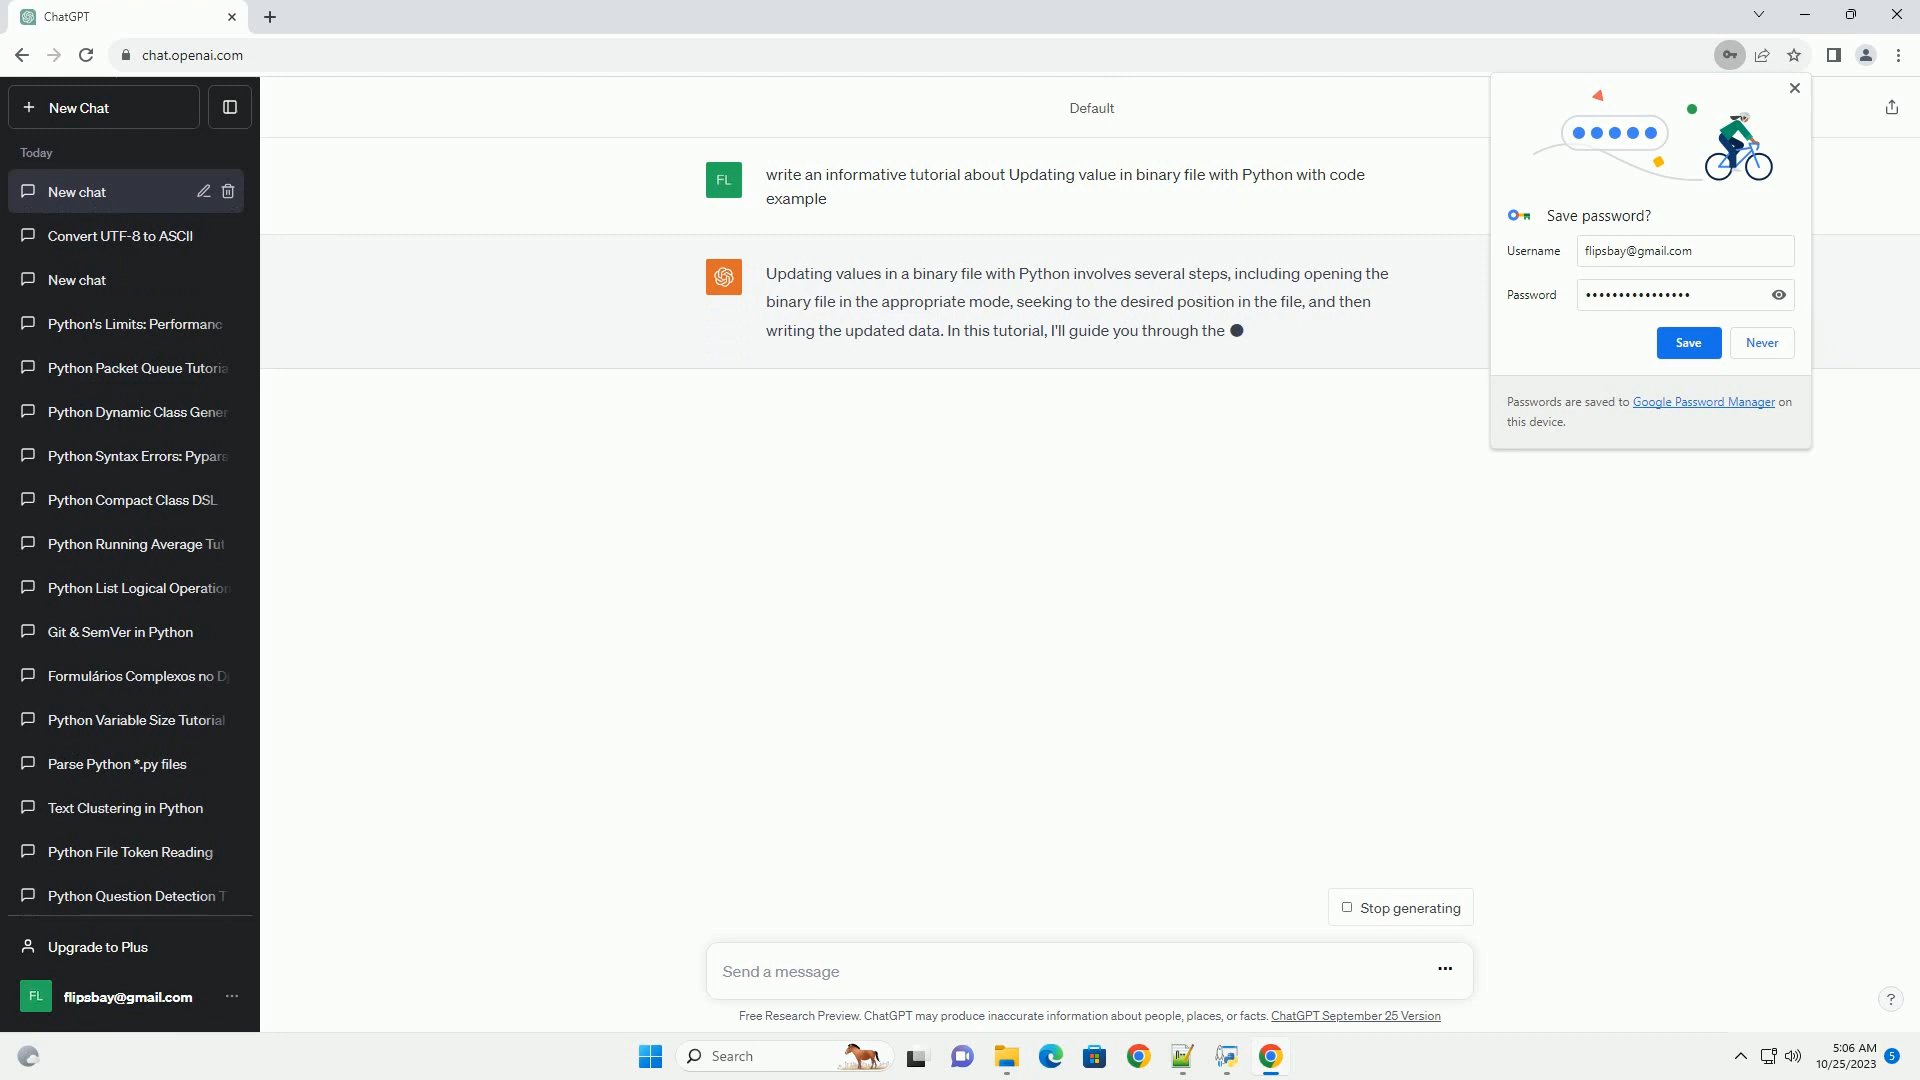 ChatGPT
chat.openai.com
New Chat
Today
New chat
Convert UTF-8 to ASCII
New chat
Python's Limits: Performanc
Python Packet Queue Tutoria
Python Dynamic Class Gener
Python Syntax Errors: Pypars
Python Compact Class DSL
Python Running Average Tut
Python List Logical Operation
Git & SemVer in Python
Formulários Complexos no Dj
Python Variable Size Tutorial
Parse Python *.py files
Text Clustering in Python
Python File Token Reading
Python Question Detection T
Upgrade to Plus
FL flipsbay@gmail.com
Default
FL
write an informative tutorial about Updating value in binary file with Python with code
example
Updating values in a binary file with Python involves several steps, including opening the
binary file in the appropriate mode, seeking to the desired position in the file, and then
writing the updated data. In this tutorial, I'll guide you through the
Save password?
Username flipsbay@gmail.com
Password
Save Never
Passwords are saved to Google Password Manager on
this device.
Stop generating
Send a message
Free Research Preview. ChatGPT may produce inaccurate information about people, places, or facts. ChatGPT September 25 Version
?
Search
5:06 AM
10/25/2023
5